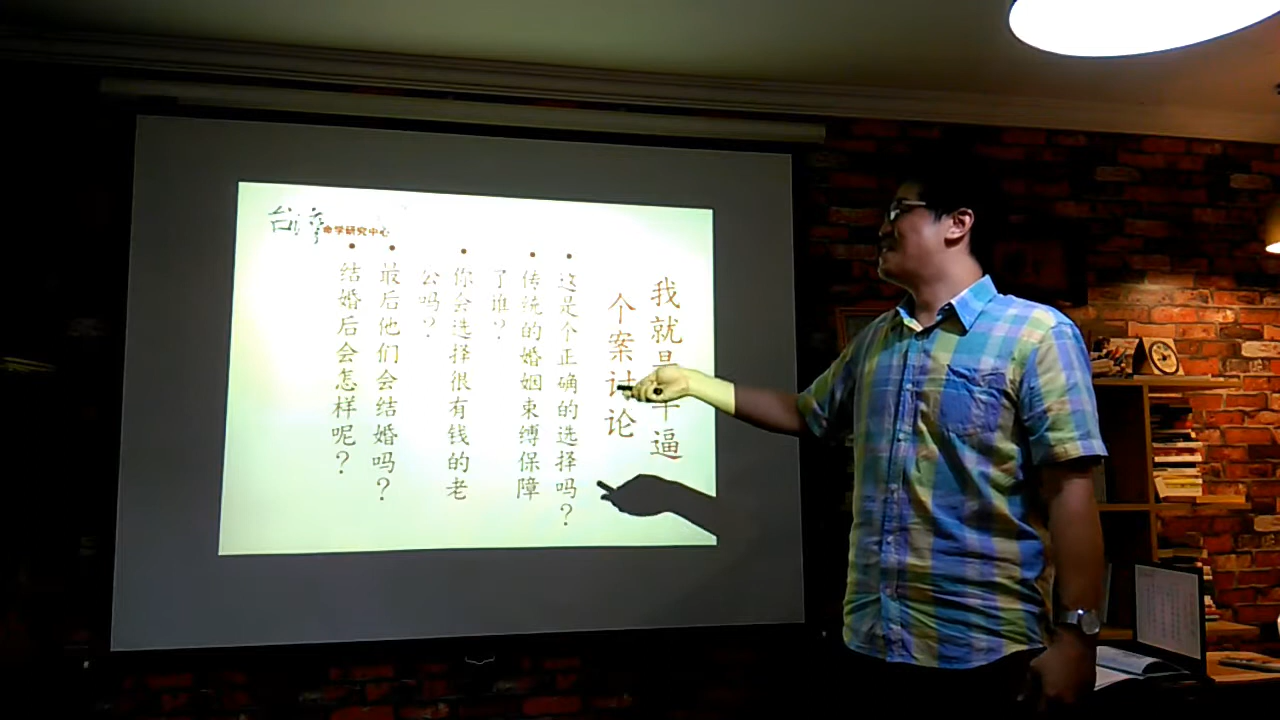 台湾命学研究中心
我就是牛逼
个案讨论
这是个正确的选择吗？
传统的婚姻束缚保障
了谁？
你会选择很有钱的老
公吗？
最后他们会结婚吗？
结婚后会怎样呢？